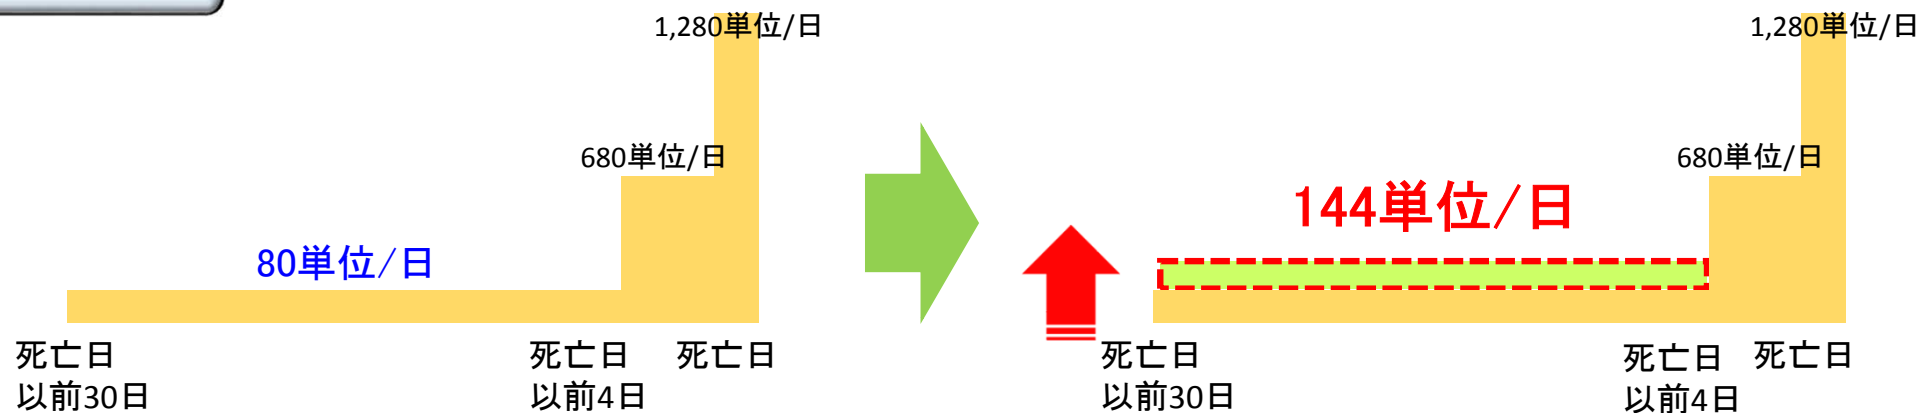 1,280単位/日
680単位/日
80単位/日
死亡日
以前30日
死亡日
以前4日
死亡日
1,280単位/日
680単位/日
144単位/日
死亡日
以前30日
死亡日
以前4日
死亡日